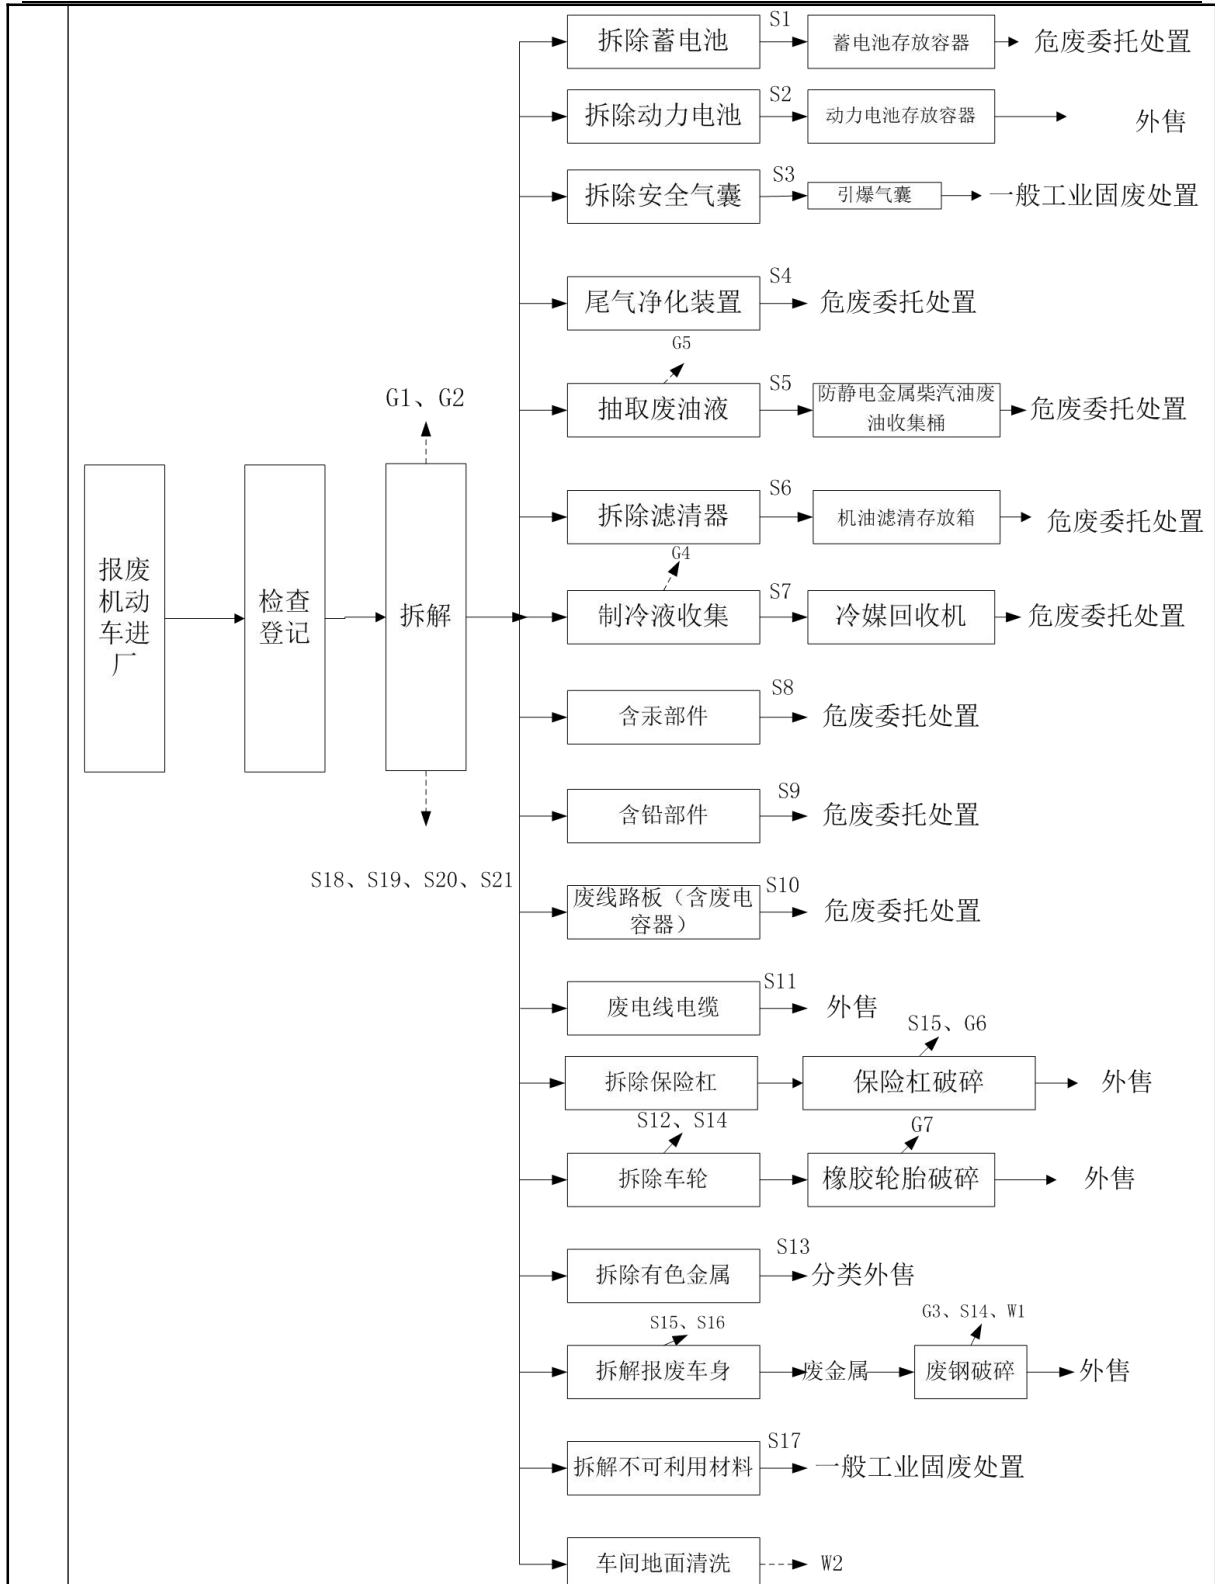 S1
拆除蓄电池
蓄电池存放容器
危废委托处置
S2
拆除动力电池
动力电池存放容器
外售
S3
拆除安全气囊
引爆气囊
一般工业固废处置
S4
尾气净化装置
危废委托处置
G5
S5
抽取废油液
防静电金属柴汽油废
油收集桶
危废委托处置
G1、G2
S6
拆除滤清器
机油滤清存放箱
危废委托处置
G4
报废
机动
车进
厂
检查
登记
拆解
S7
制冷液收集
冷媒回收机
危废委托处置
S8
含汞部件
危废委托处置
S9
含铅部件
危废委托处置
S18、S19、S20、S21
S10
废线路板（含废电
容器）
危废委托处置
S11
废电线电缆
外售
S15、G6
拆除保险杠
保险杠破碎
外售
S12、S14
G7
拆除车轮
橡胶轮胎破碎
外售
S13
拆除有色金属
分类外售
S15、S16
G3、S14、W1
拆解报废车身
废金属
废钢破碎
外售
S17
拆解不可利用材料
一般工业固废处置
车间地面清洗
W2